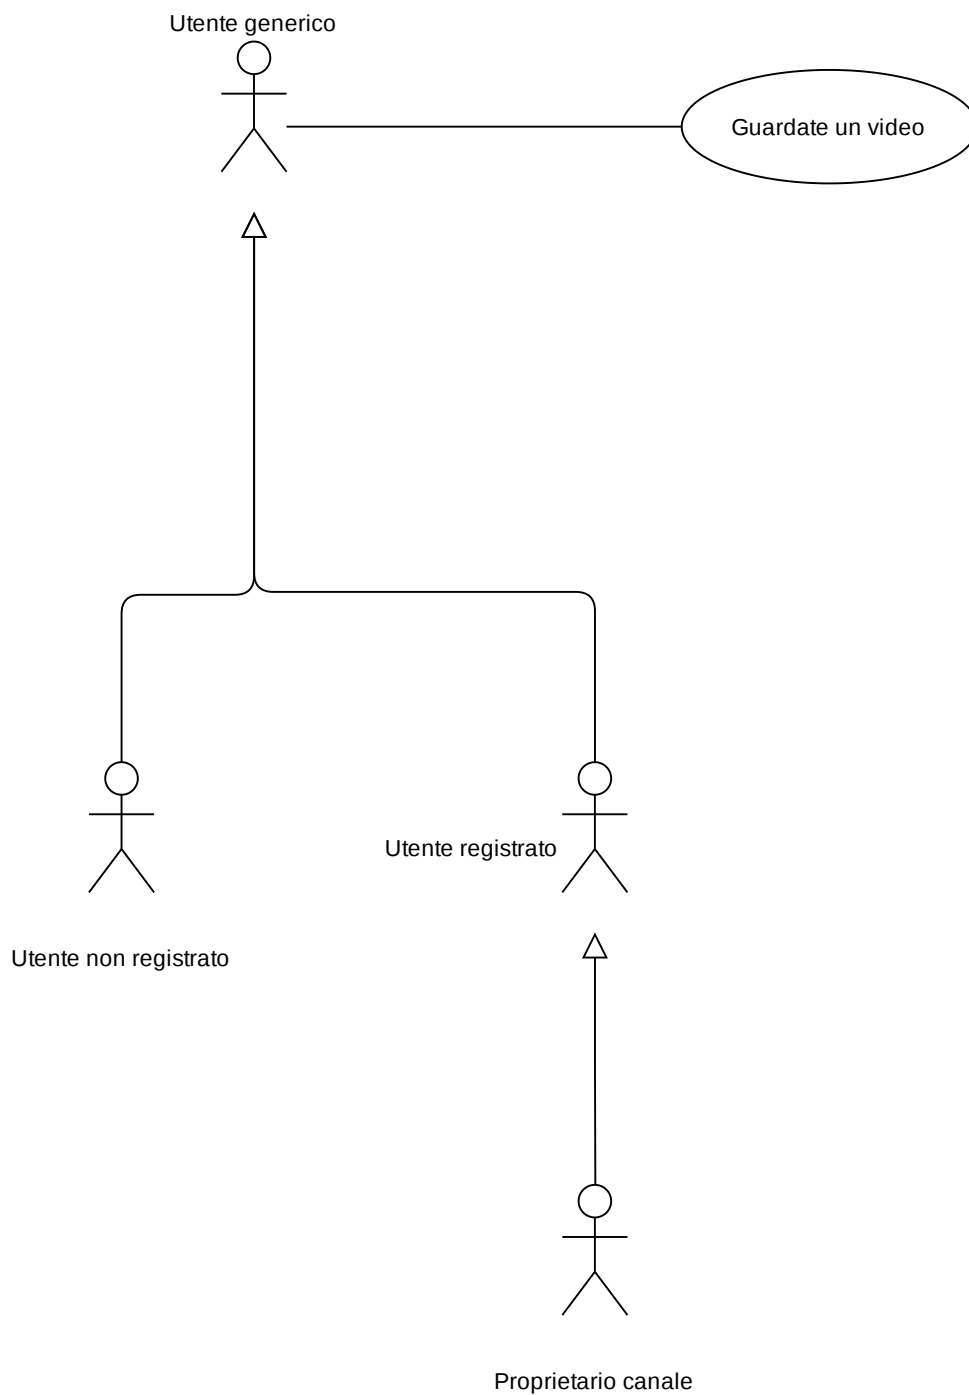 Utente generico
Guardate un video
Utente registrato
Utente non registrato
Proprietario canale